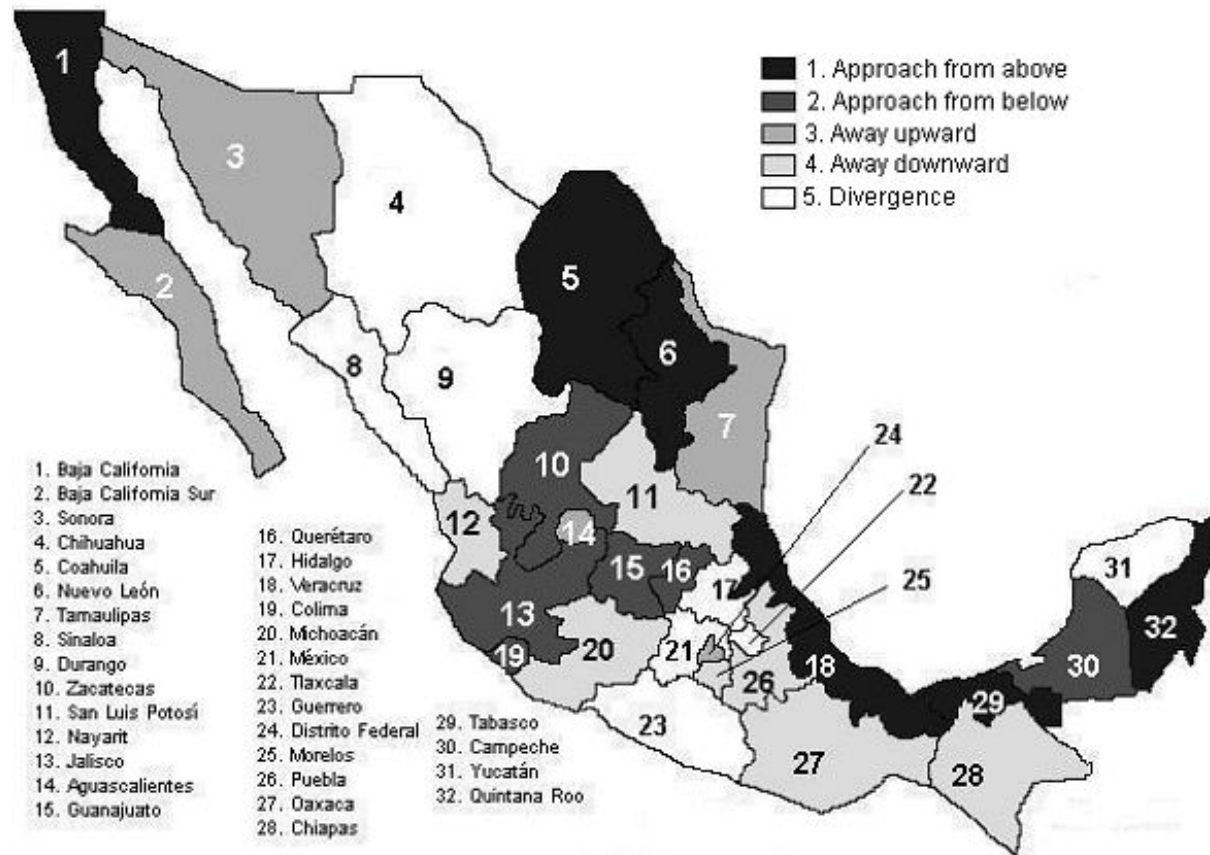 1. Approach from above
2. Approach from below
3. Away upward
4. Away downward
5. Divergence
1
2
3
4
5
6
7
8
9
10
11
12
13
14
15
16
17
18
19
20
21
22
23
24
25
26
27
28
29
30
31
32
1. Baja California
2. Baja California Sur
3. Sonora
4. Chihuahua
5. Coahuila
6. Nuevo León
7. Tamaulipas
8. Sinaloa
9. Durango
10. Zacatecas
11. San Luis Potosí
12. Nayarit
13. Jalisco
14. Aguascalientes
15. Guanajuato
16. Querétaro
17. Hidalgo
18. Veracruz
19. Colima
20. Michoacán
21. México
22. Tlaxcala
23. Guerrero
24. Distrito Federal
25. Morelos
26. Puebla
27. Oaxaca
28. Chiapas
29. Tabasco
30. Campeche
31. Yucatán
32. Quintana Roo